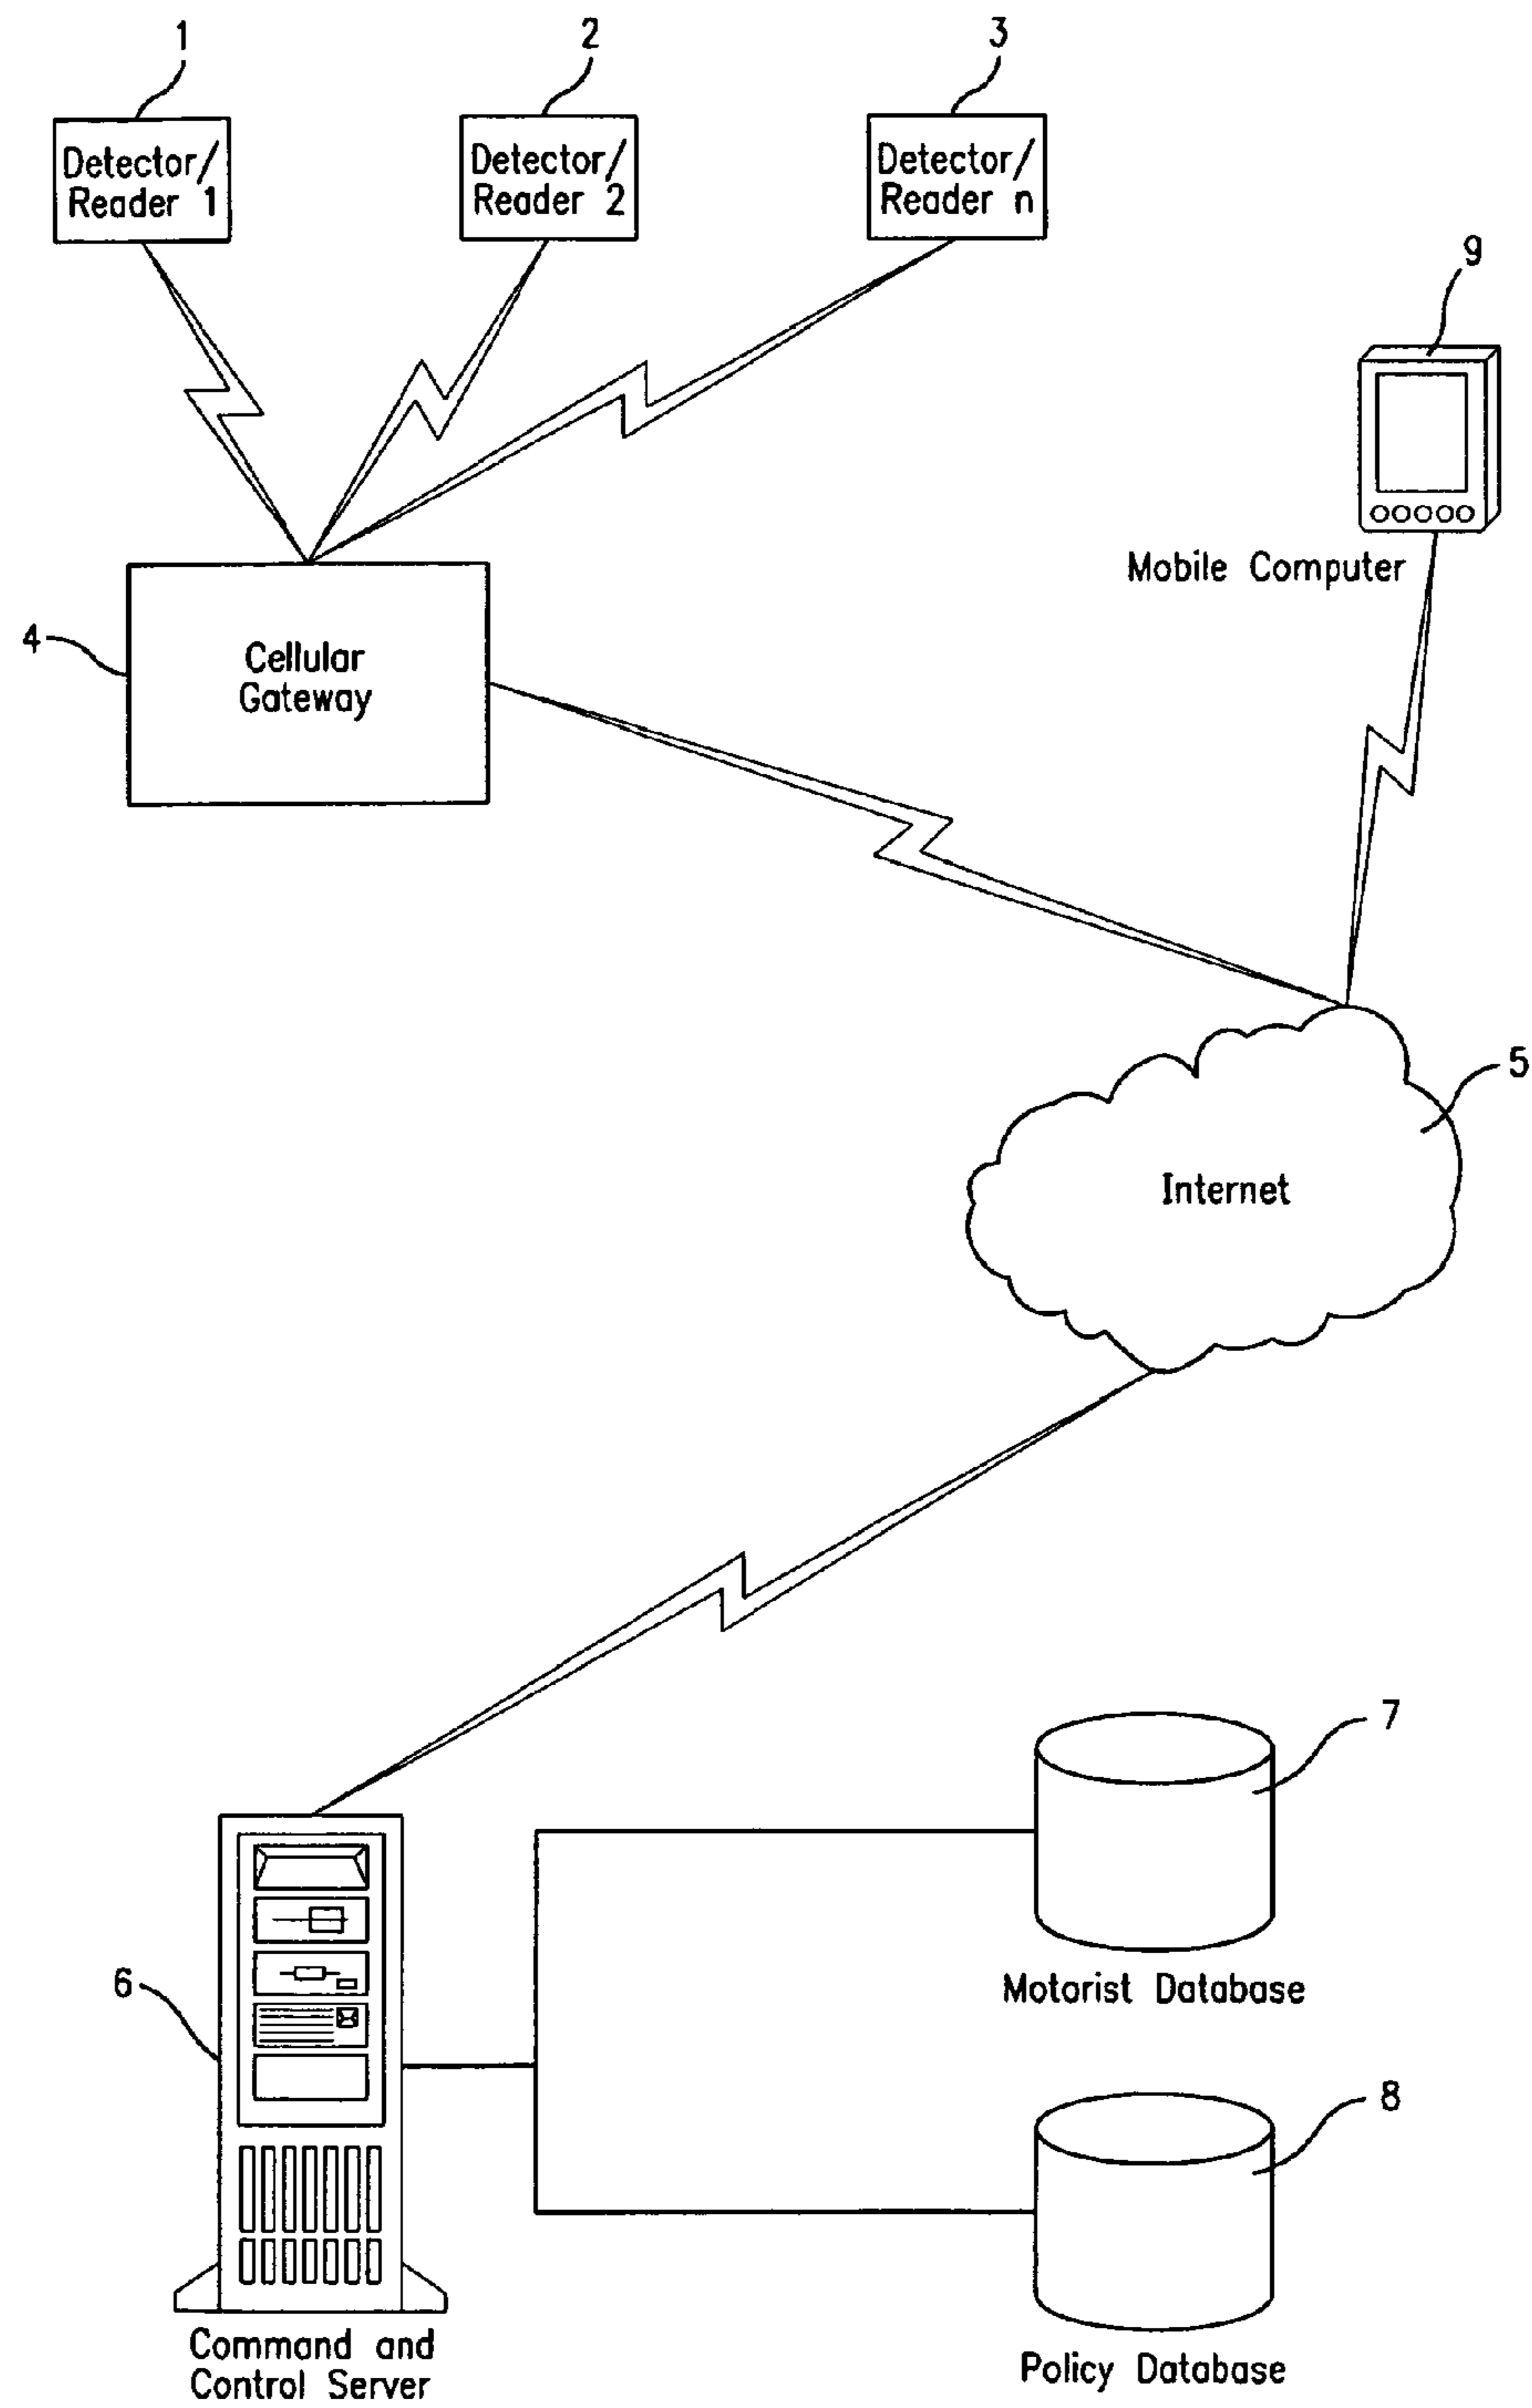 1
2
3
Detector/
Reader 1
Detector/
Reader 2
Detector/
Reader n
9
Mobile Computer
4
Cellular
Gateway
5
Internet
7
Motorist Database
6
8
Command and
Control Server
Policy Database